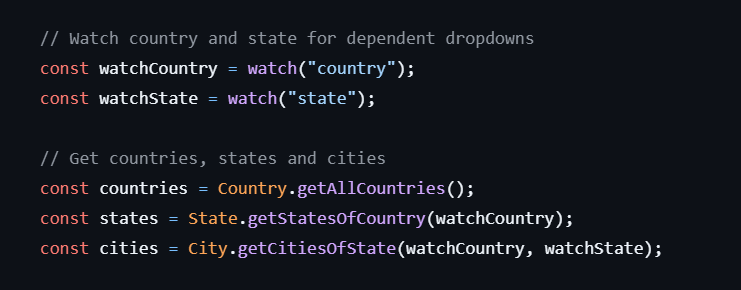 // Watch country and state for dependent dropdowns
const watchCountry = watch("country");
const watchState = watch("state");
// Get countries, states and cities
const countries = Country.getAllCountries();
const states = State.getStatesOfCountry(watchCountry);
const cities = City.getCitiesOfState(watchCountry, watchState);